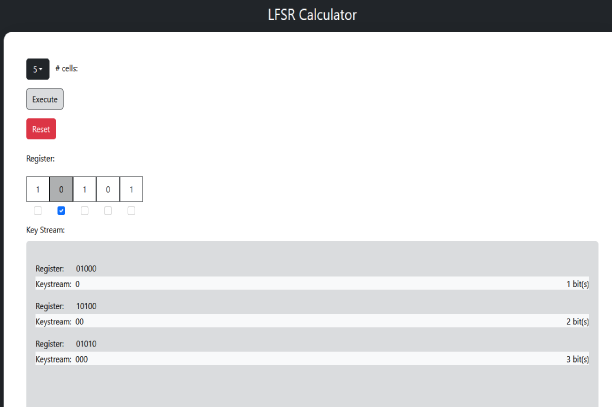 LFSR Calculator
5 # cells:
Execute
Reset
Register:
1 0 1 0 1
Key Stream:
Register: 01000
Keystream: 0 1 bit(s)
Register: 10100
Keystream: 00 2 bit(s)
Register: 01010
Keystream: 000 3 bit(s)